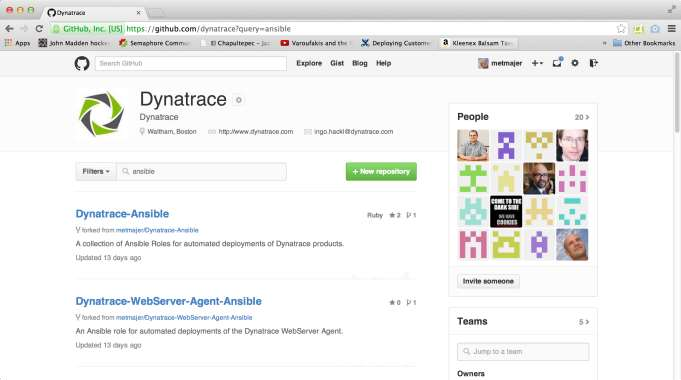 Dynatrace
GitHub, Inc. [US] https://github.com/dynatrace?query=ansible
Apps John Madden hocke Semaphore Commu El Chapultepec - Ja Varoufakis and the Deploying Customer Kleenex Balsam Tas » Other Bookmarks
Search GitHub Explore Gist Blog Help metmajer
Dynatrace
Dynatrace
Waltham, Boston http://www.dynatrace.com ingo.hackl@dynatrace.com
Filters ansible + New repository
Dynatrace-Ansible Ruby 2 1
forked from metmajer/Dynatrace-Ansible
A collection of Ansible Roles for automated deployments of Dynatrace products.
Updated 13 days ago
Dynatrace-WebServer-Agent-Ansible 0 1
forked from metmajer/Dynatrace-WebServer-Agent-Ansible
An Ansible role for automated deployments of the Dynatrace WebServer Agent.
Updated 13 days ago
People 20 >
COME TO THE
DARK SIDE
WE HAVE
COOKIES
Invite someone
Teams 5 >
Jump to a team
Owners